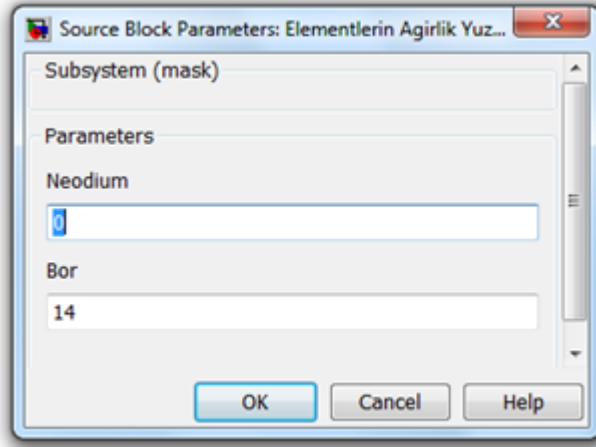 Source Block Parameters: Elementlerin Agirlik Yuz...
Subsystem (mask)
Parameters
Neodium
0
Bor
14
OK Cancel Help